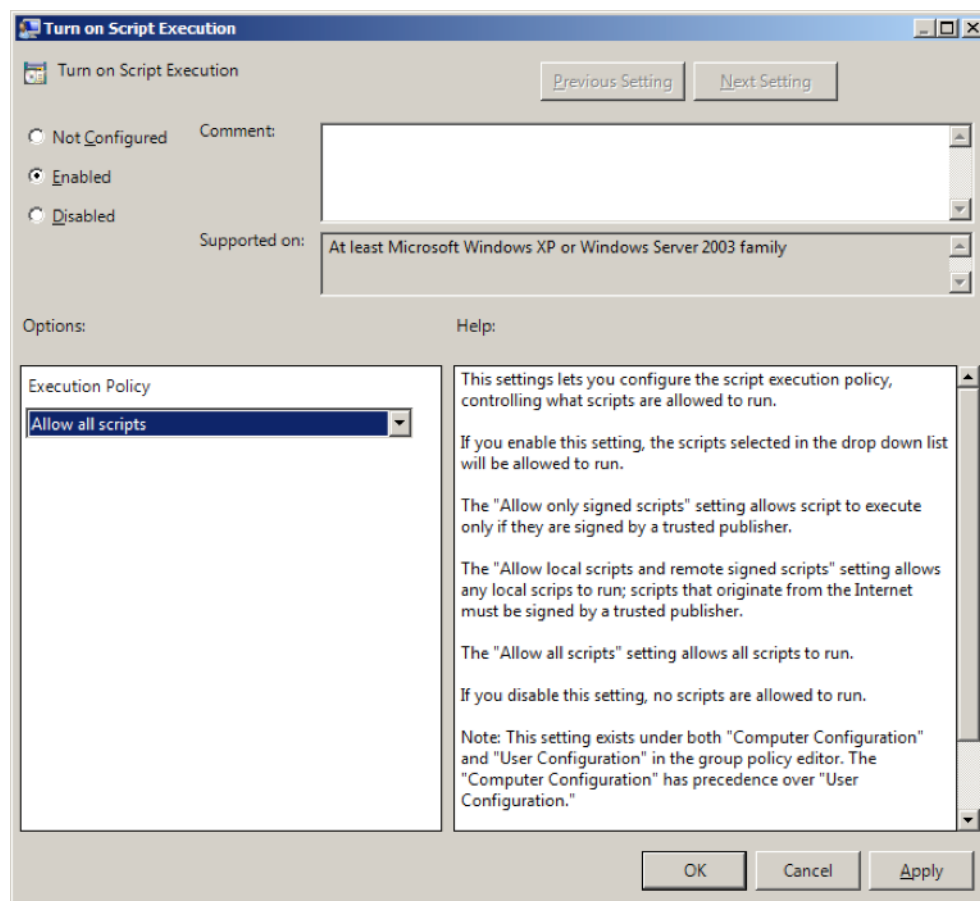 Turn on Script Execution
Turn on Script Execution
Previous Setting
Next Setting
Not Configured
Comment:
Enabled
Disabled
Supported on:
At least Microsoft Windows XP or Windows Server 2003 family
Options:
Help:
Execution Policy
Allow all scripts
This settings lets you configure the script execution policy,
controlling what scripts are allowed to run.
If you enable this setting, the scripts selected in the drop down list
will be allowed to run.
The "Allow only signed scripts" setting allows script to execute
only if they are signed by a trusted publisher.
The "Allow local scripts and remote signed scripts" setting allows
any local scrips to run; scripts that originate from the Internet
must be signed by a trusted publisher.
The "Allow all scripts" setting allows all scripts to run.
If you disable this setting, no scripts are allowed to run.
Note: This setting exists under both "Computer Configuration"
and "User Configuration" in the group policy editor. The
"Computer Configuration" has precedence over "User
Configuration."
OK
Cancel
Apply